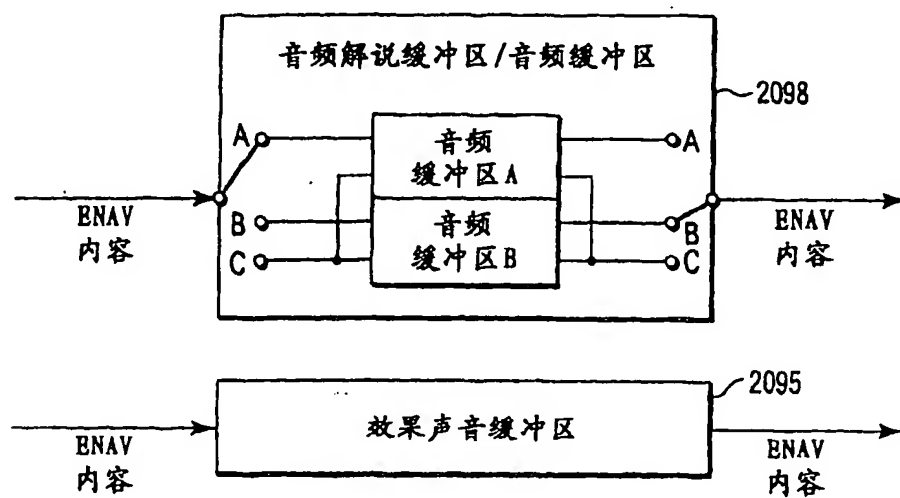 音频解说缓冲区/音频缓冲区
2098
A
音频
缓冲区A
A
ENAV
内容
B
音频
缓冲区B
B
C
C
ENAV
内容
2095
效果声音缓冲区
ENAV
内容
ENAV
内容